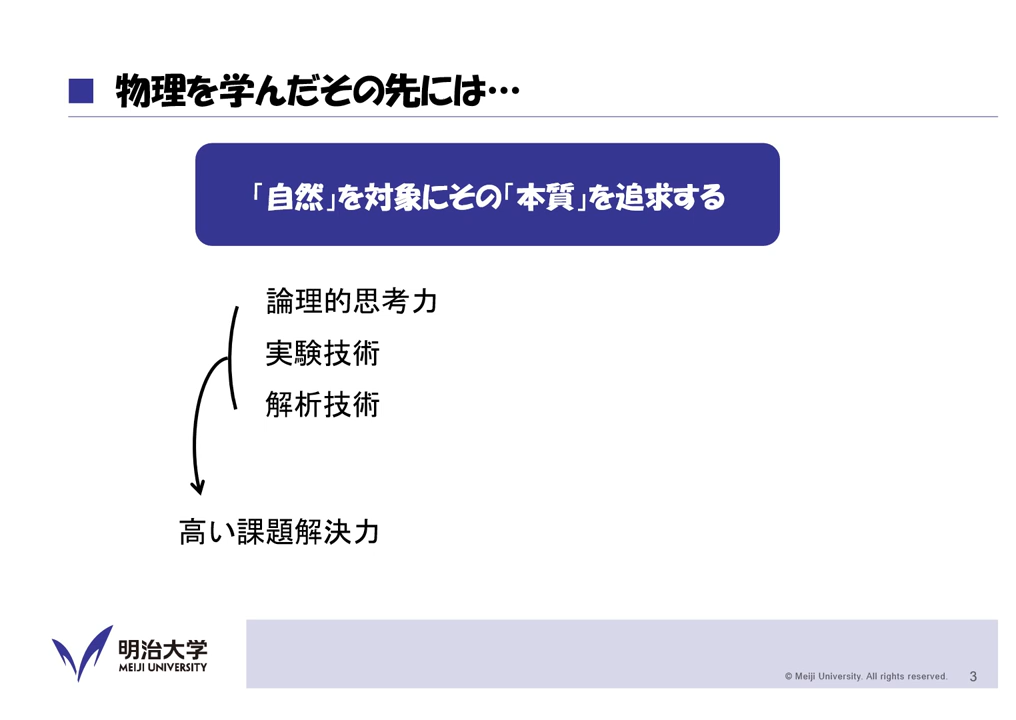 物理を学んだその先には…
「自然」を対象にその「本質」を追求する
論理的思考力
実験技術
解析技術
高い課題解決力
明治大学
MEIJI UNIVERSITY
© Meiji University. All rights reserved.
3